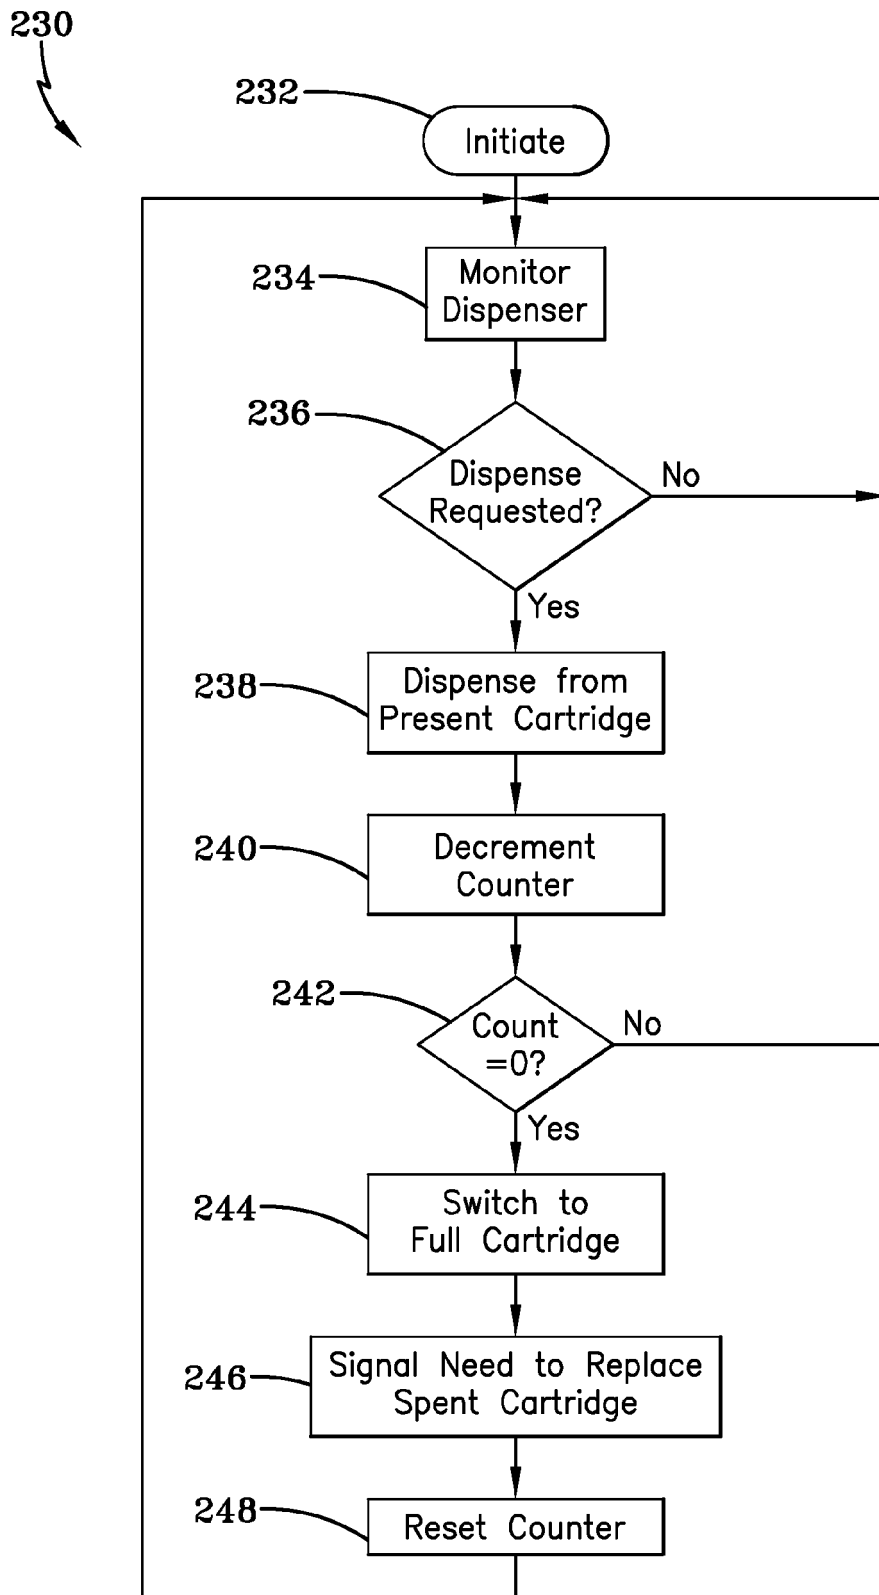 230
232
Initiate
234
Monitor
Dispenser
236
Dispense
Requested?
No
Yes
238
Dispense from
Present Cartridge
240
Decrement
Counter
242
Count
=0?
No
Yes
244
Switch to
Full Cartridge
246
Signal Need to Replace
Spent Cartridge
248
Reset Counter